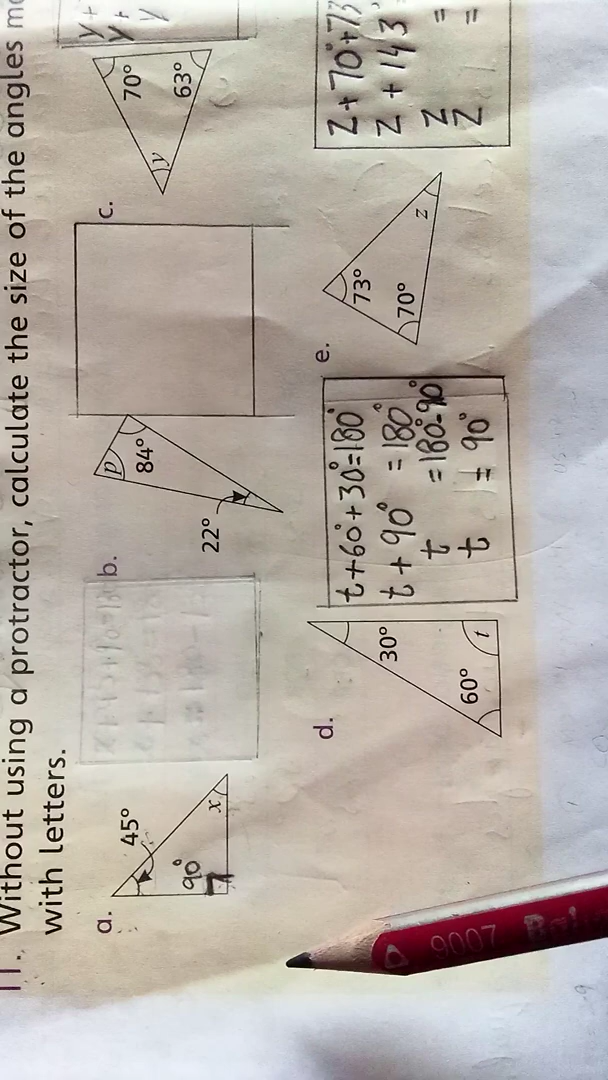 11. Without using a protractor, calculate the size of the angles
with letters.
a.
45°
90°
x
b.
p
84°
22°
c.
70°
63°
y
y +
y +
y
d.
30°
60°
t
t+60°+30°=180°
t + 90° = 180°
t = 180°-90°
t = 90°
e.
73°
70°
z
Z+70°+73
Z + 143
Z =
Z =
9007